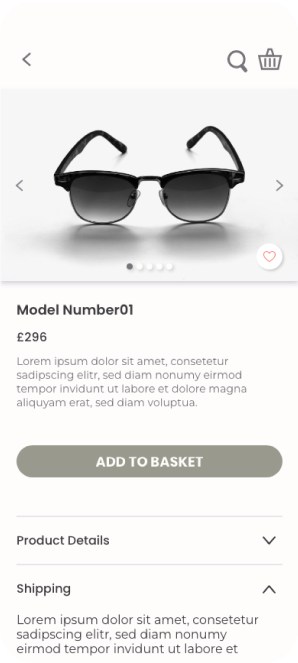 Model Number01
£296
Lorem ipsum dolor sit amet, consetetur
sadipscing elitr, sed diam nonumy eirmod
tempor invidunt ut labore et dolore magna
aliquyam erat, sed diam voluptua.
ADD TO BASKET
Product Details
Shipping
Lorem ipsum dolor sit amet, consetetur
sadipscing elitr, sed diam nonumy
eirmod tempor invidunt ut labore et